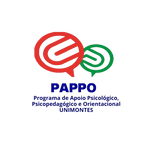 PAPPO
Programa de Apoio Psicológico,
Psicopedagógico e Orientacional
UNIMONTES